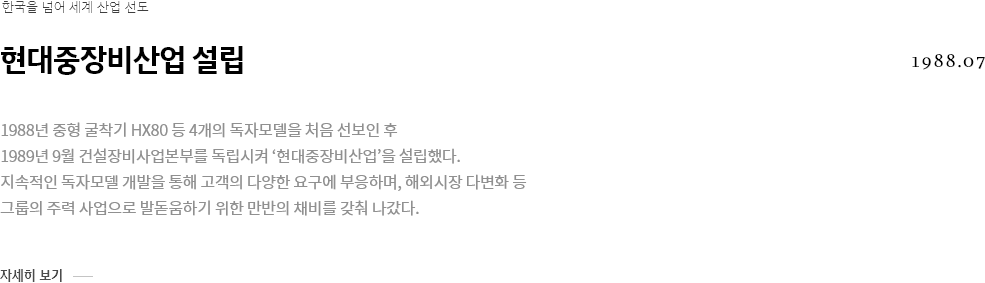 한국을 넘어 세계 산업 선도
현대중장비산업 설립
1988.07
1988년 중형 굴착기 HX80 등 4개의 독자모델을 처음 선보인 후
1989년 9월 건설장비사업본부를 독립시켜 ‘현대중장비산업’을 설립했다.
지속적인 독자모델 개발을 통해 고객의 다양한 요구에 부응하며, 해외시장 다변화 등
그룹의 주력 사업으로 발돋움하기 위한 만반의 채비를 갖춰 나갔다.
자세히 보기